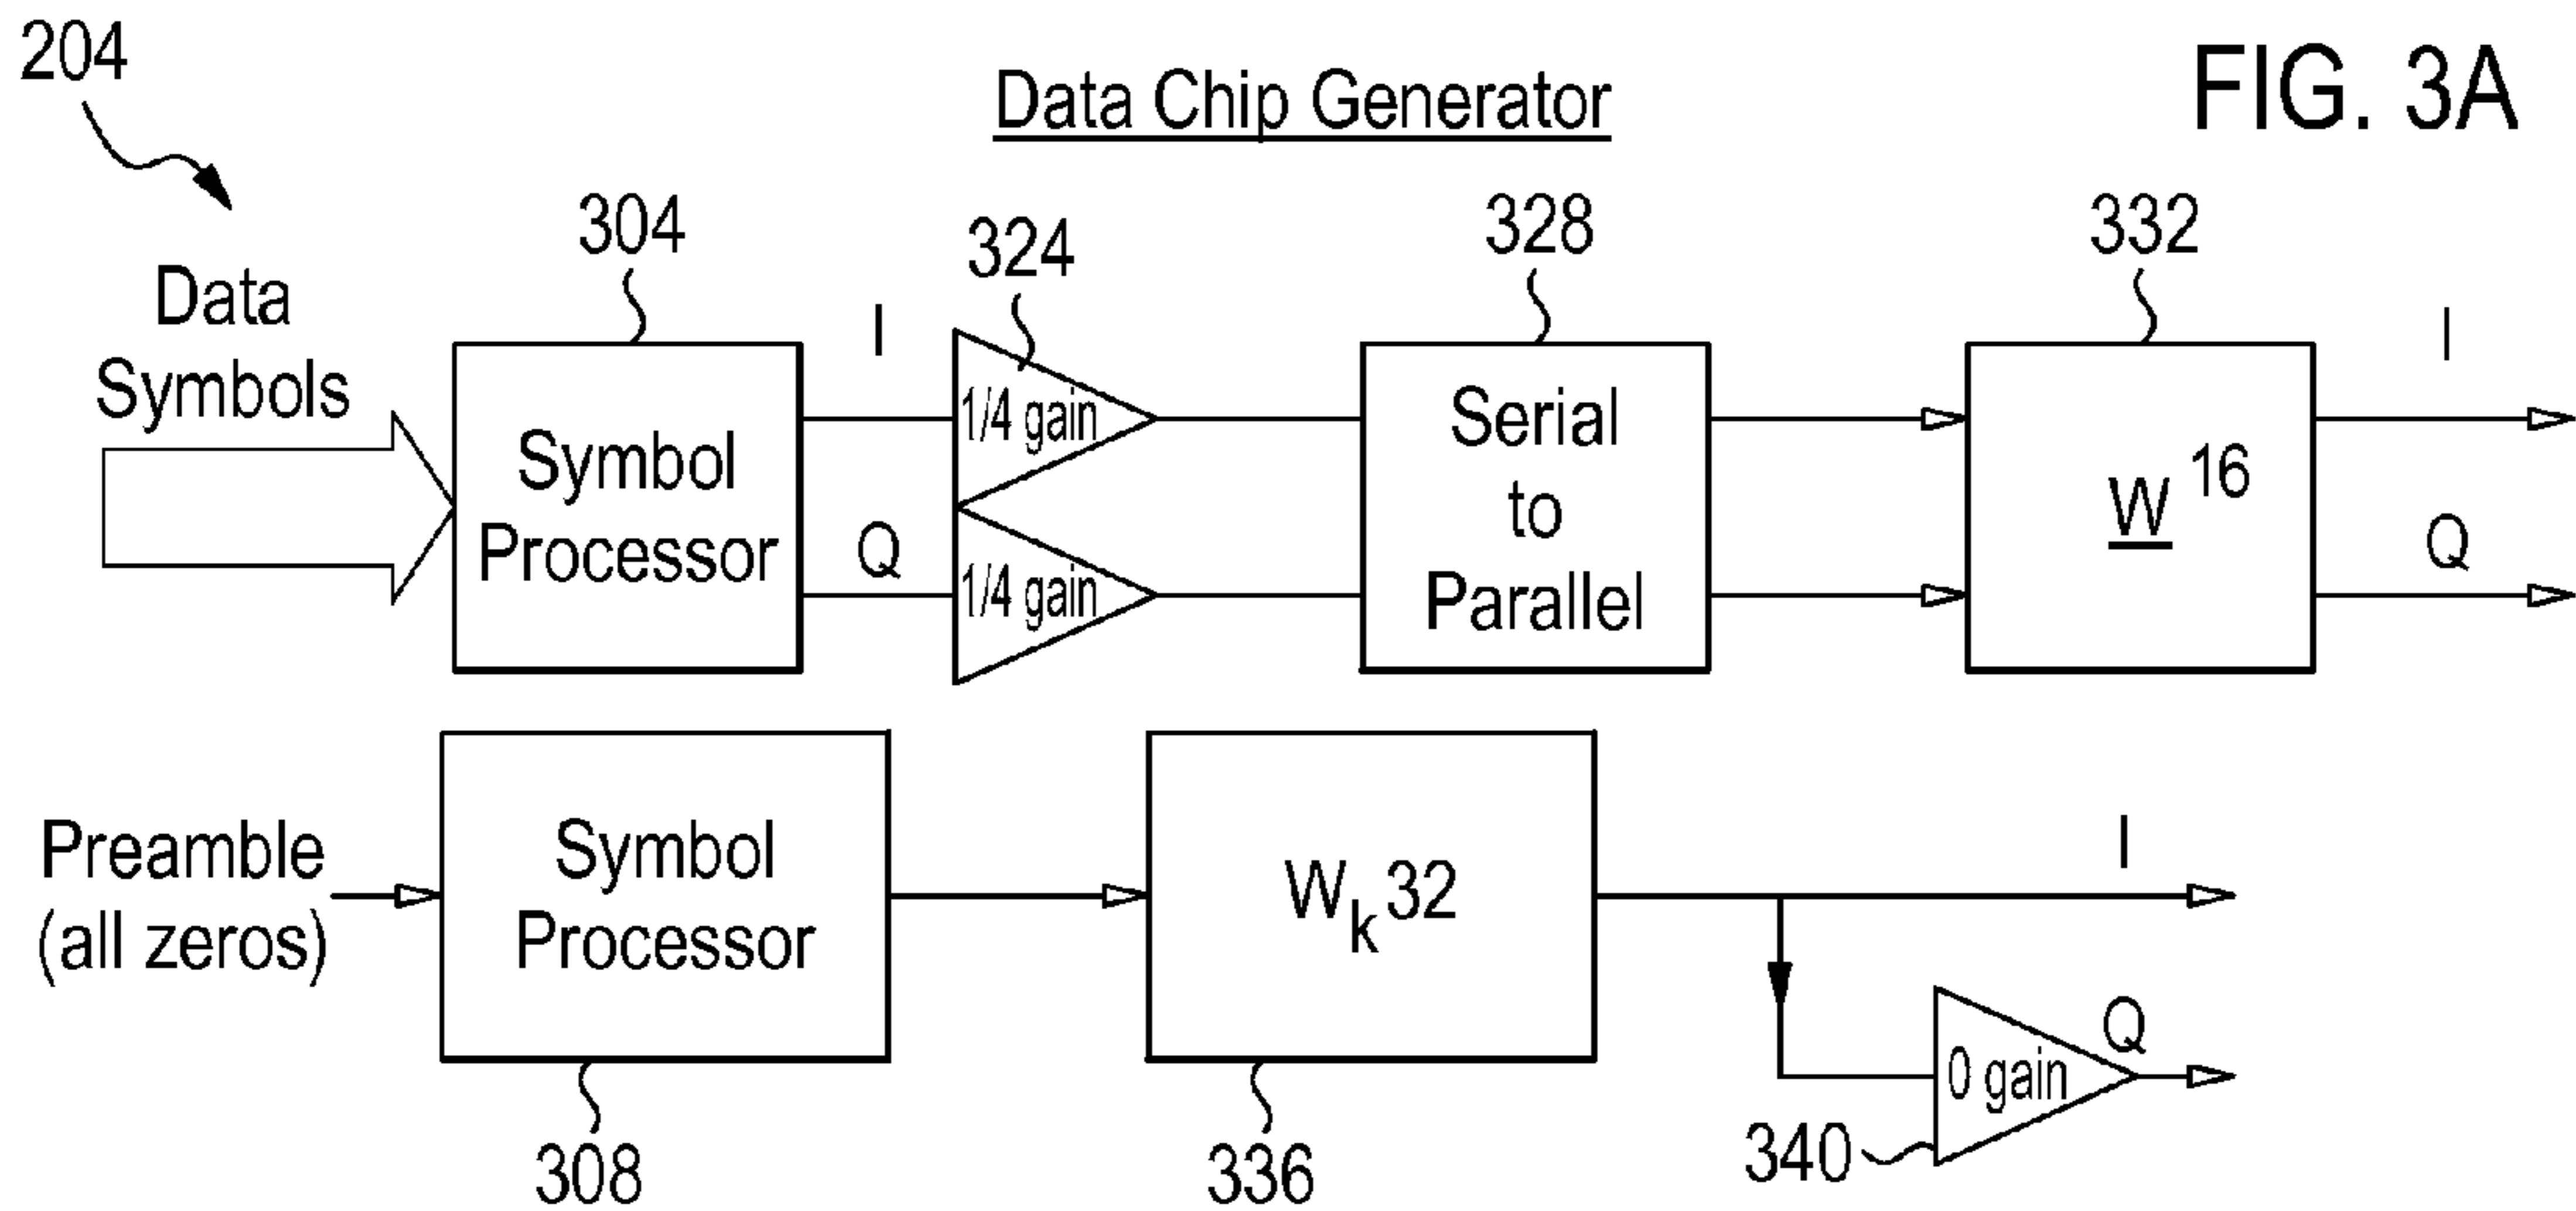 204
Data Chip Generator
FIG. 3A
304
324
328
332
Data
Symbols
I
1/4 gain
Symbol
Processor
Q
1/4 gain
Serial
to
Parallel
W 16
I
Q
Preamble
(all zeros)
Symbol
Processor
Wk32
I
Q
0 gain
308
336
340